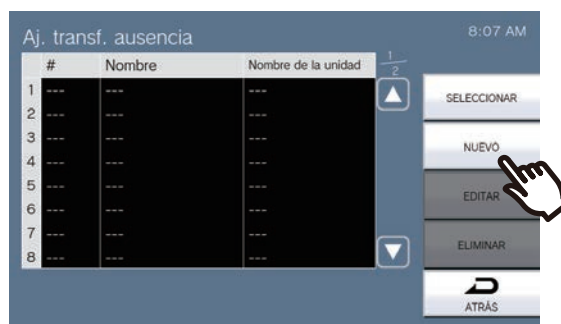 Aj. transf. ausencia
8:07 AM
# Nombre Nombre de la unidad 1/2
1 --- --- ---
2 --- --- ---
3 --- --- ---
4 --- --- ---
5 --- --- ---
6 --- --- ---
7 --- --- ---
8 --- --- ---
SELECCIONAR
NUEVO
EDITAR
ELIMINAR
ATRÁS